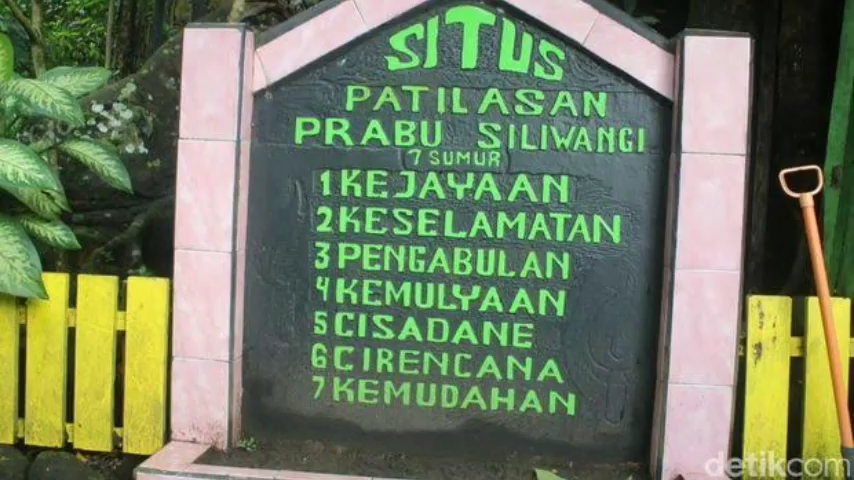 SITUS
PATILASAN
PRABU SILIWANGI
7 SUMUR
1 KEJAYAAN
2 KESELAMATAN
3 PENGABULAN
4 KEMULYAAN
5 CISADANE
6 CIRENCANA
7 KEMUDAHAN
detikcom